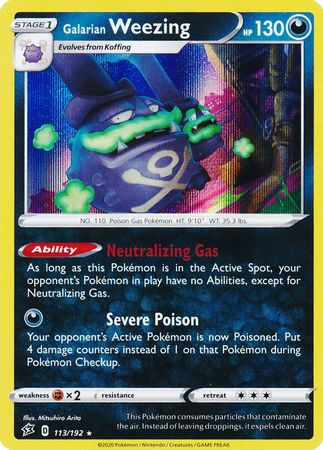 STAGE 1
Galarian Weezing
HP 130
Evolves from Koffing
NO. 110 Poison Gas Pokémon HT: 9'10" WT: 35.3 lbs.
Ability Neutralizing Gas
As long as this Pokémon is in the Active Spot, your
opponent's Pokémon in play have no Abilities, except for
Neutralizing Gas.
Severe Poison
Your opponent's Active Pokémon is now Poisoned. Put
4 damage counters instead of 1 on that Pokémon during
Pokémon Checkup.
weakness ×2 resistance retreat
Illus. Mitsuhiro Arita
D 113/192 ★
This Pokémon consumes particles that contaminate
the air. Instead of leaving droppings, it expels clean air.
©2020 Pokémon / Nintendo / Creatures / GAME FREAK